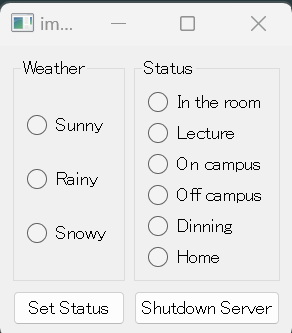 im...
Weather
Sunny
Rainy
Snowy
Status
In the room
Lecture
On campus
Off campus
Dinning
Home
Set Status
Shutdown Server